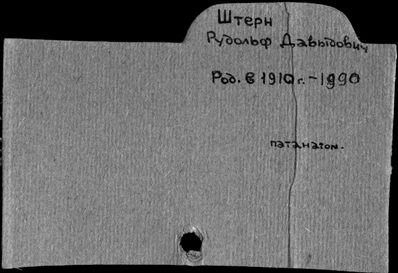 Штерн
Рудольф Давыдович
Род. в 1910 г. - 1990
патанатом.